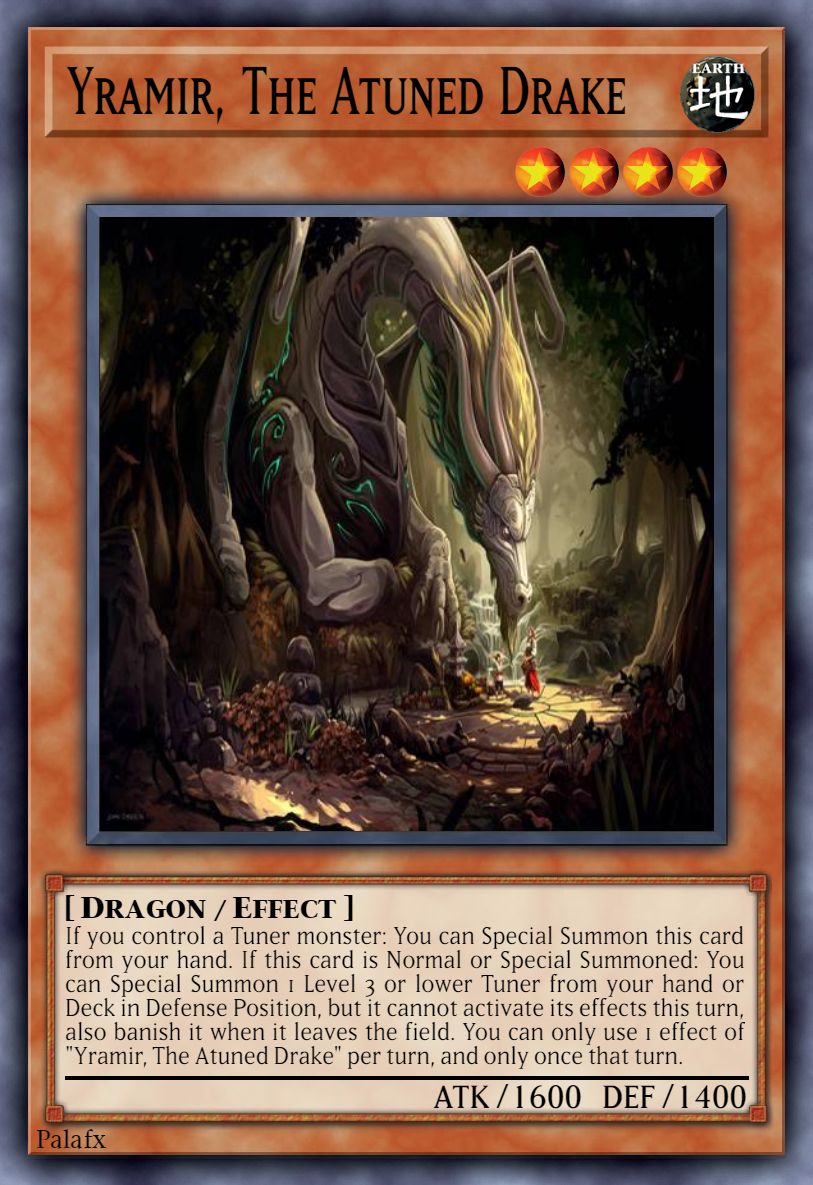 Yramir, The Atuned Drake
EARTH
地
[ Dragon / Effect ]
If you control a Tuner monster: You can Special Summon this card
from your hand. If this card is Normal or Special Summoned: You
can Special Summon 1 Level 3 or lower Tuner from your hand or
Deck in Defense Position, but it cannot activate its effects this turn,
also banish it when it leaves the field. You can only use 1 effect of
"Yramir, The Atuned Drake" per turn, and only once that turn.
ATK / 1600 DEF / 1400
Palafx